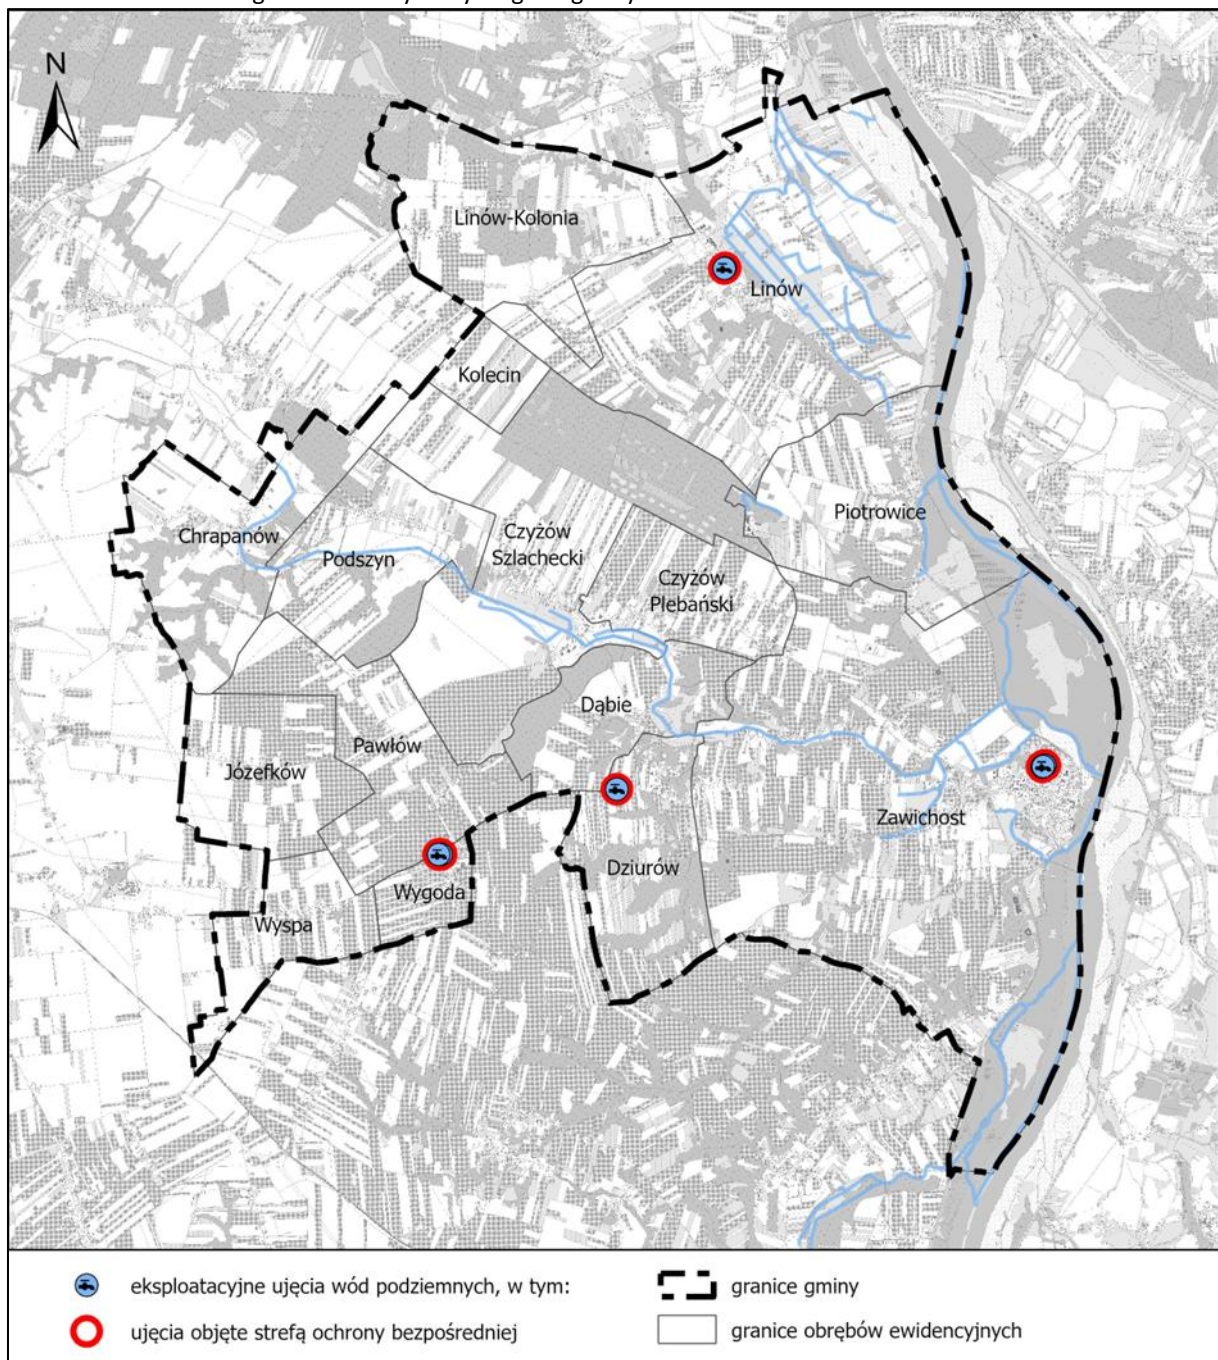 N
Linów-Kolonia
Linów
Kolecin
Piotrowice
Chrapanów
Podszyn
Czyżów
Szlachecki
Czyżów
Plebański
Dąbie
Pawłów
Józefków
Zawichost
Dziurów
Wygoda
Wyspa
eksploatacyjne ujęcia wód podziemnych, w tym:
granice gminy
ujęcia objęte strefą ochrony bezpośredniej
granice obrębów ewidencyjnych